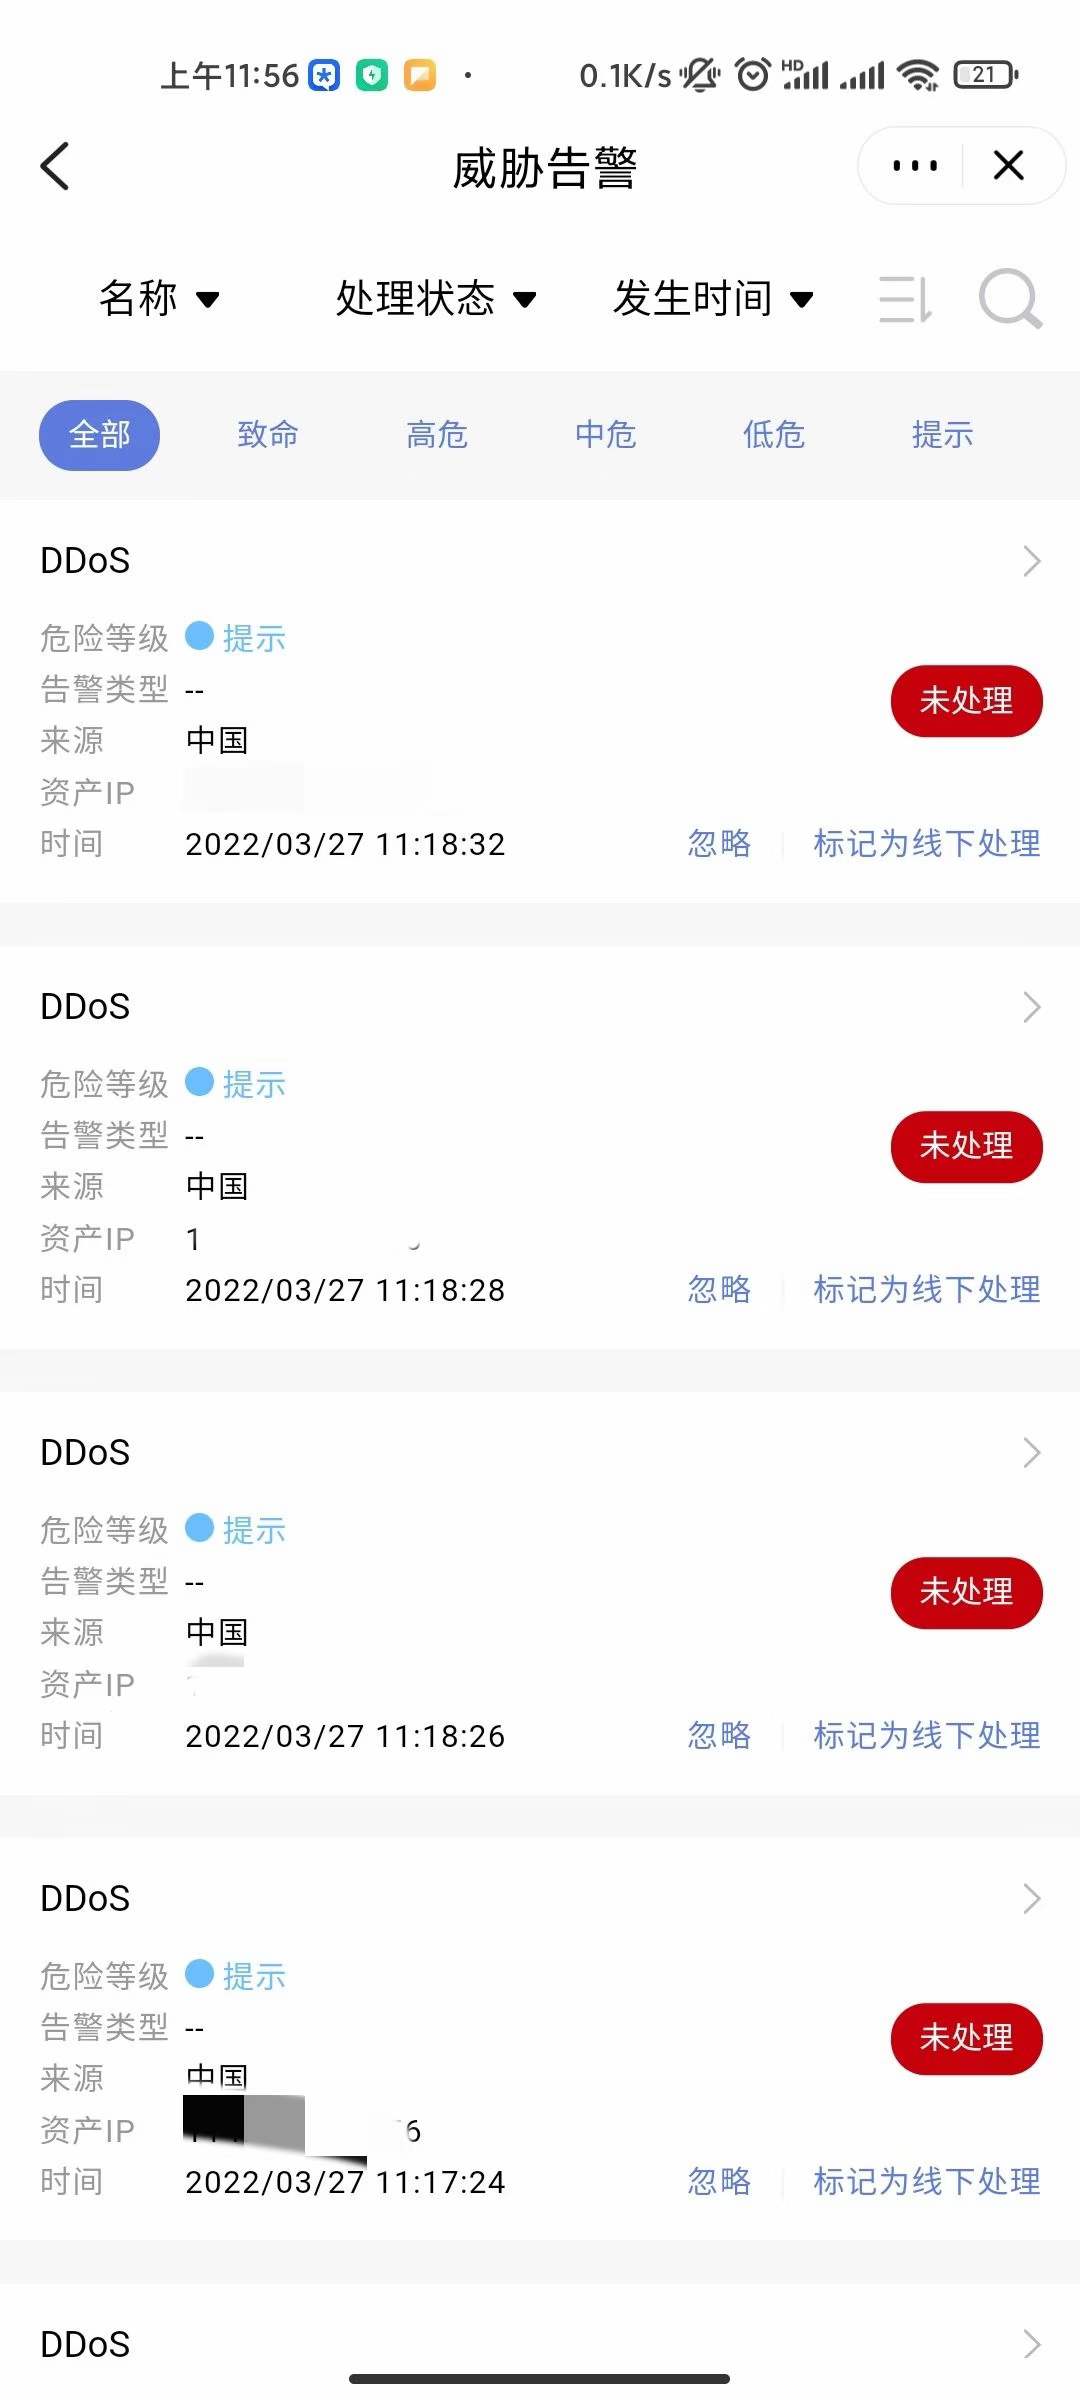 上午11:56
0.1K/s HD 21
威胁告警
名称 处理状态 发生时间
全部 致命 高危 中危 低危 提示
DDoS
危险等级 提示
告警类型 --
未处理
来源 中国
资产IP
时间 2022/03/27 11:18:32 忽略 标记为线下处理
DDoS
危险等级 提示
告警类型 --
未处理
来源 中国
资产IP 1
时间 2022/03/27 11:18:28 忽略 标记为线下处理
DDoS
危险等级 提示
告警类型 --
未处理
来源 中国
资产IP
时间 2022/03/27 11:18:26 忽略 标记为线下处理
DDoS
危险等级 提示
告警类型 --
未处理
来源 中国
资产IP 6
时间 2022/03/27 11:17:24 忽略 标记为线下处理
DDoS